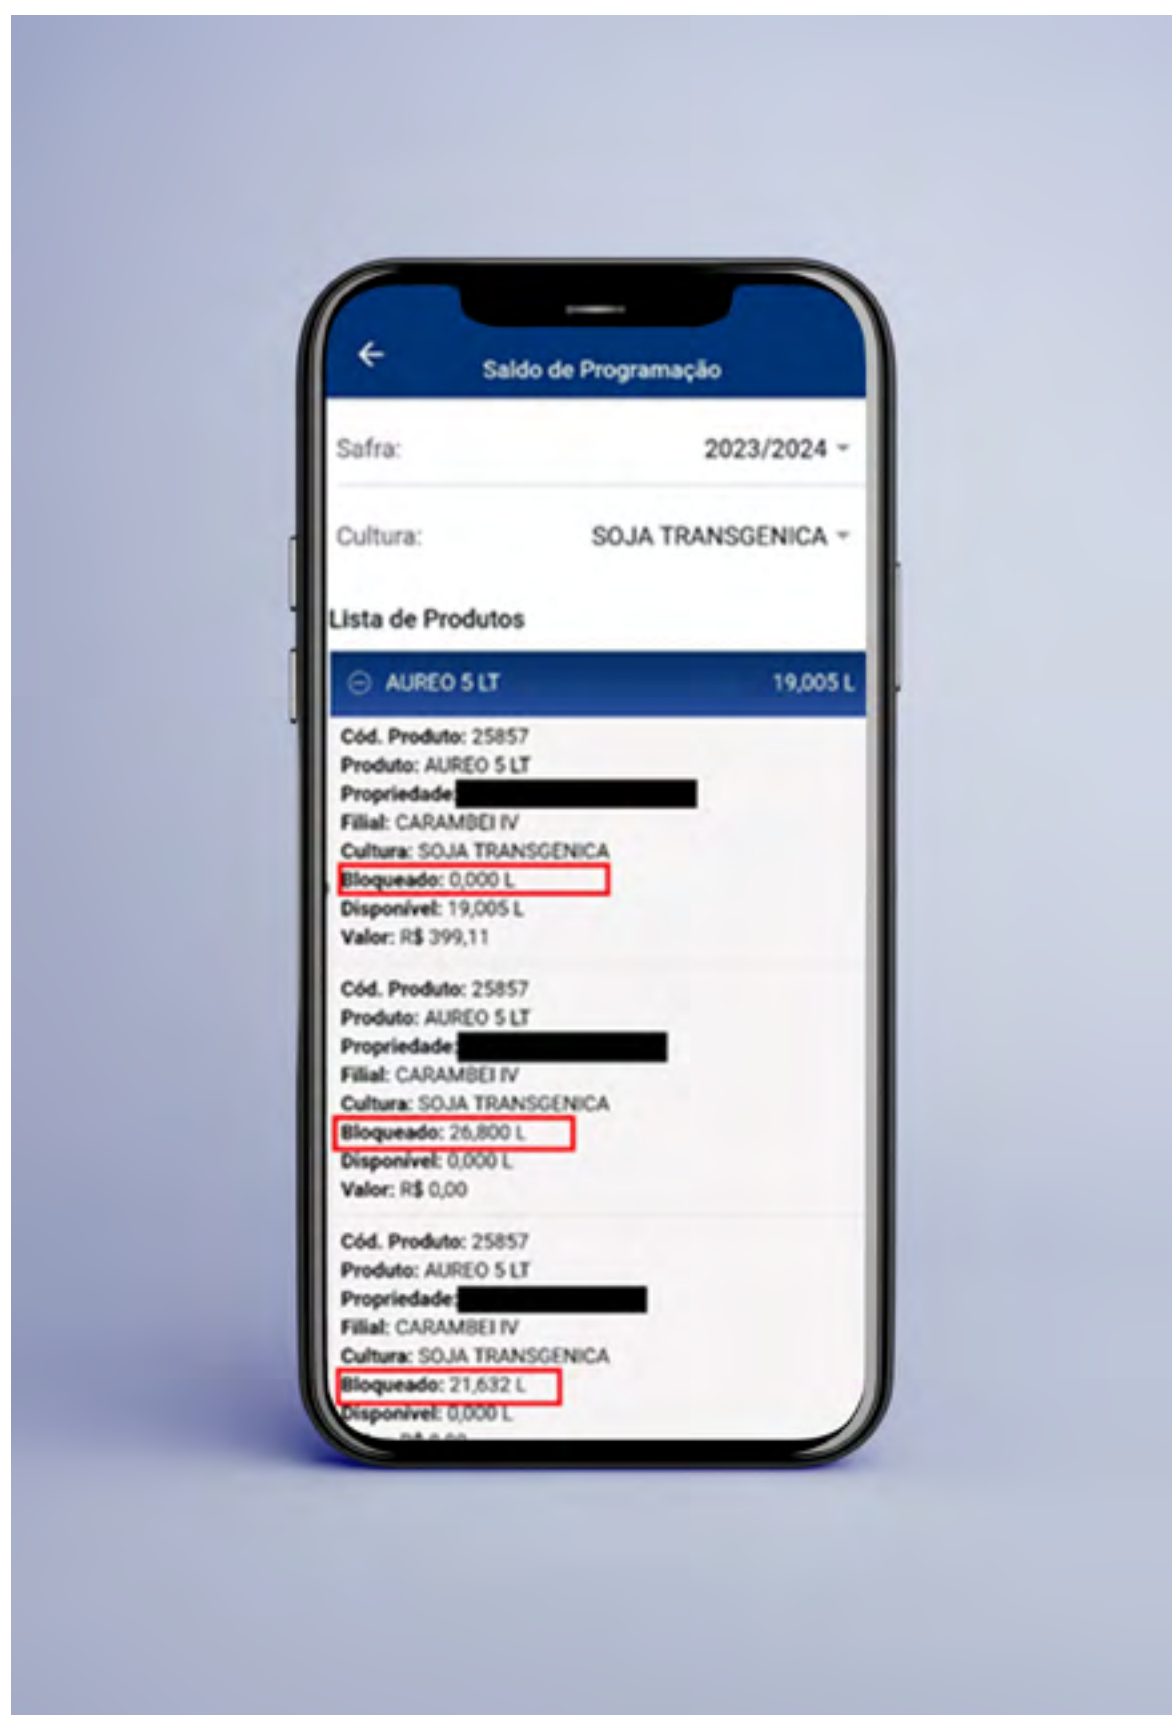 Saldo de Programação
Safra: 2023/2024
Cultura: SOJA TRANSGENICA
Lista de Produtos
AUREO 5 LT 19,005 L
Cód. Produto: 25857
Produto: AUREO 5 LT
Propriedade:
Filial: CARAMBEI IV
Cultura: SOJA TRANSGENICA
Bloqueado: 0,000 L
Disponível: 19,005 L
Valor: R$ 399,11
Cód. Produto: 25857
Produto: AUREO 5 LT
Propriedade:
Filial: CARAMBEI IV
Cultura: SOJA TRANSGENICA
Bloqueado: 26,800 L
Disponível: 0,000 L
Valor: R$ 0,00
Cód. Produto: 25857
Produto: AUREO 5 LT
Propriedade:
Filial: CARAMBEI IV
Cultura: SOJA TRANSGENICA
Bloqueado: 21,632 L
Disponível: 0,000 L